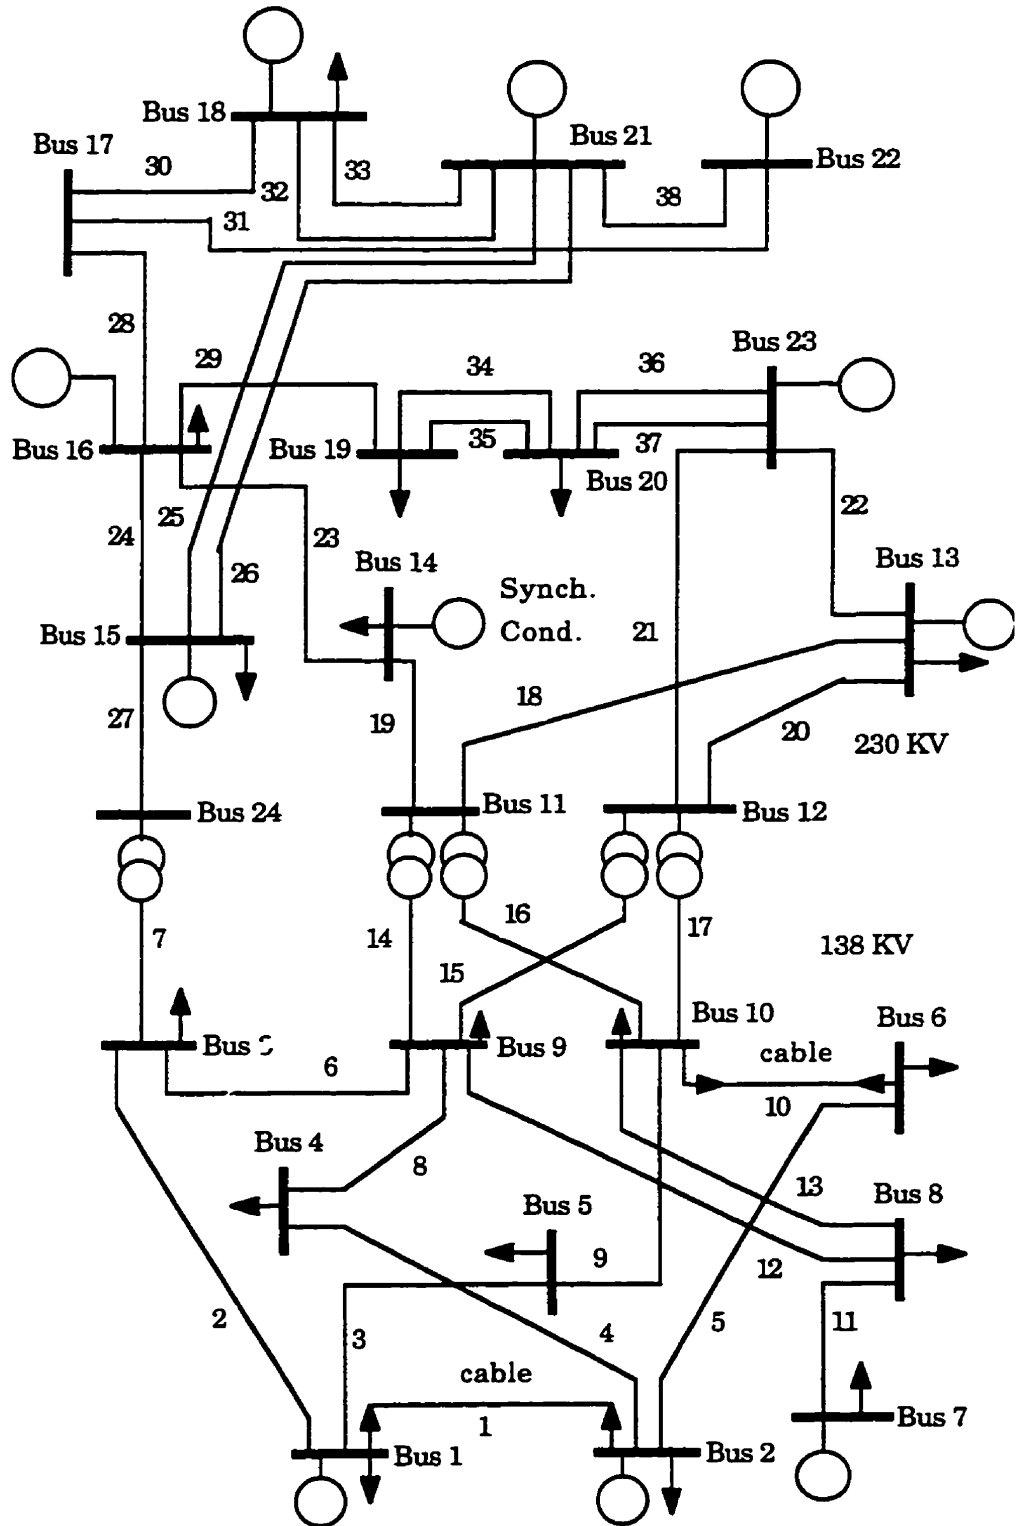 Bus 18
Bus 21
Bus 17
Bus 22
30
33
32
38
31
28
Bus 23
29
34
36
Bus 16
Bus 19
35
37
Bus 20
25
22
24
23
26
Bus 14
Synch.
Cond.
Bus 13
Bus 15
21
18
27
19
20
230 KV
Bus 24
Bus 11
Bus 12
16
7
14
17
138 KV
15
Bus 10
Bus 6
Bus
Bus 9
cable
6
10
Bus 4
8
13
Bus 8
Bus 5
9
12
2
3
4
5
11
cable
1
Bus 1
Bus 2
Bus 7